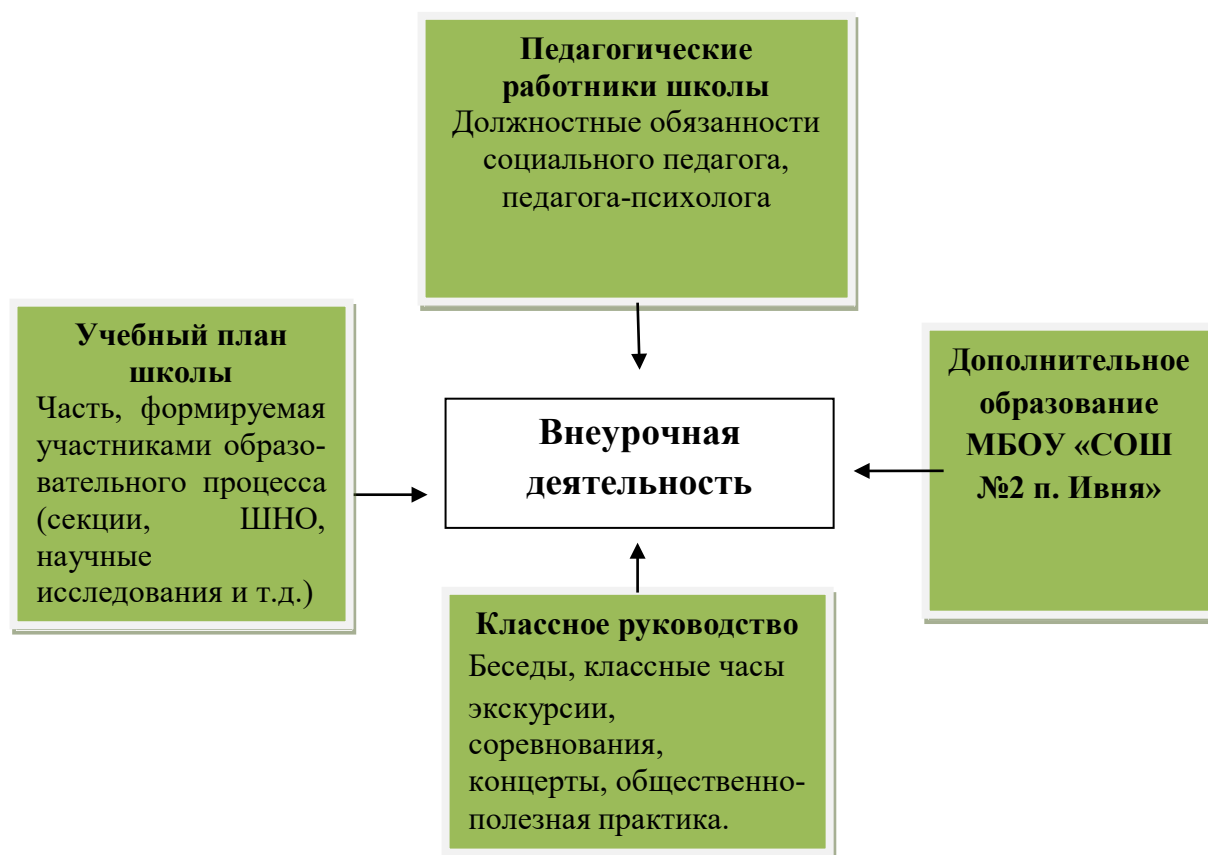 Педагогические
работники школы
Должностные обязанности
социального педагога,
педагога-психолога
Учебный план
школы
Часть, формируемая
участниками образо-
вательного процесса
(секции, ШНО,
научные
исследования и т.д.)
Внеурочная
деятельность
Дополнительное
образование
МБОУ «СОШ
№2 п. Ивня»
Классное руководство
Беседы, классные часы
экскурсии,
соревнования,
концерты, общественно-
полезная практика.